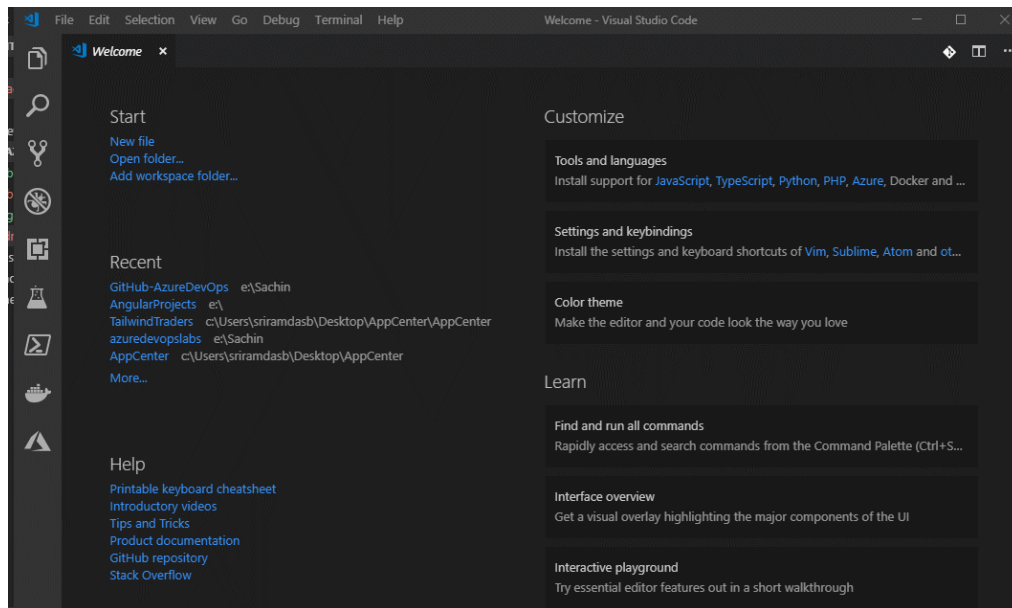 File Edit Selection View Go Debug Terminal Help Welcome - Visual Studio Code
Welcome
Start
New file
Open folder...
Add workspace folder...
Recent
GitHub-AzureDevOps e:\Sachin
AngularProjects e:\
TailwindTraders c:\Users\sriramdasb\Desktop\AppCenter\AppCenter
azuredevopslabs e:\Sachin
AppCenter c:\Users\sriramdasb\Desktop\AppCenter
More...
Help
Printable keyboard cheatsheet
Introductory videos
Tips and Tricks
Product documentation
GitHub repository
Stack Overflow
Customize
Tools and languages
Install support for JavaScript, TypeScript, Python, PHP, Azure, Docker and ...
Settings and keybindings
Install the settings and keyboard shortcuts of Vim, Sublime, Atom and ot...
Color theme
Make the editor and your code look the way you love
Learn
Find and run all commands
Rapidly access and search commands from the Command Palette (Ctrl+S...
Interface overview
Get a visual overlay highlighting the major components of the UI
Interactive playground
Try essential editor features out in a short walkthrough